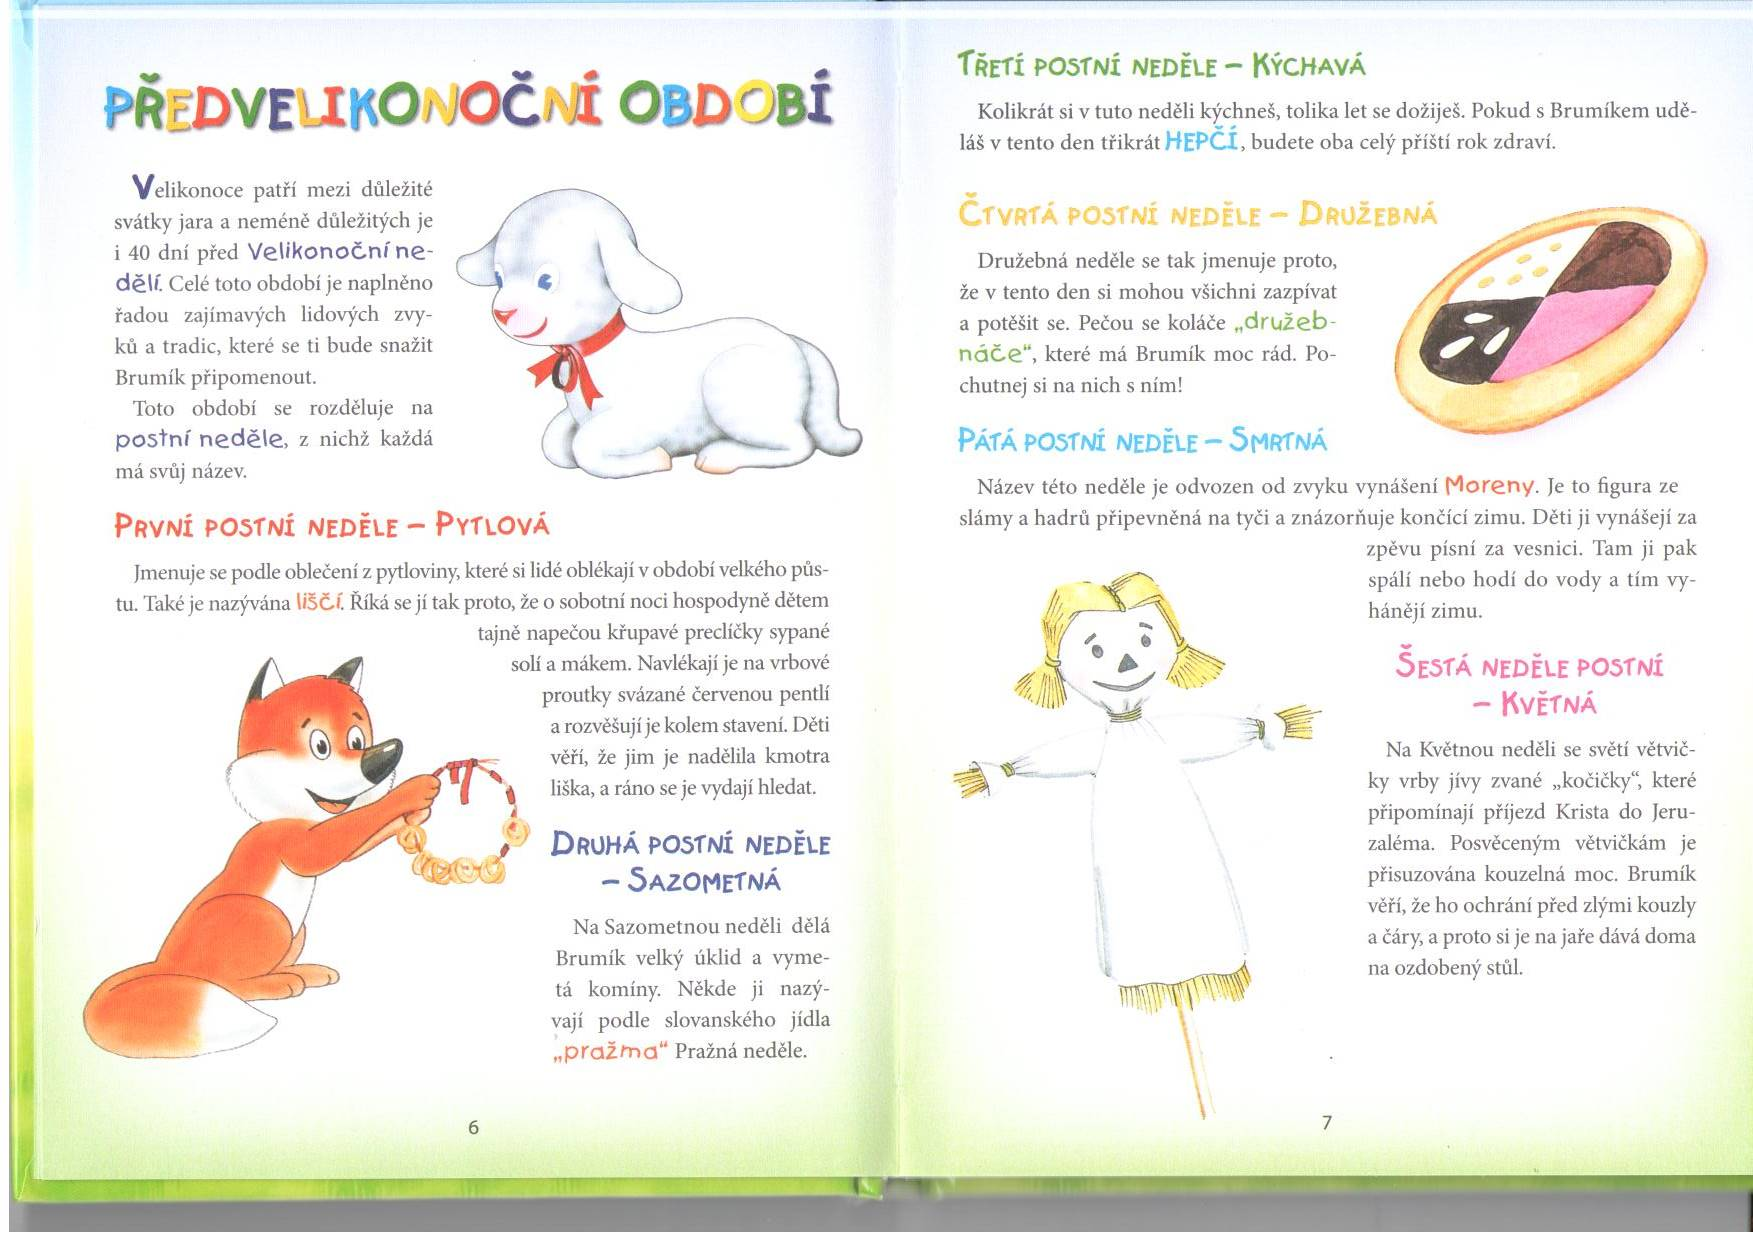 PŘEDVELIKONOČNÍ OBDOBÍ
Velikonoce patří mezi důležité
svátky jara a neméně důležitých je
i 40 dní před Velikonoční ne-
dělí. Celé toto období je naplněno
řadou zajímavých lidových zvy-
ků a tradic, které se ti bude snažit
Brumík připomenout.
Toto období se rozděluje na
postní neděle, z nichž každá
má svůj název.
PRVNÍ POSTNÍ NEDĚLE – PYTLOVÁ
Jmenuje se podle oblečení z pytloviny, které si lidé oblékají v období velkého půs-
tu. Také je nazývána liščí. Říká se jí tak proto, že o sobotní noci hospodyně dětem
tajně napečou křupavé preclíčky sypané
solí a mákem. Navlékají je na vrbové
proutky svázané červenou pentlí
a rozvěšují je kolem stavení. Děti
věří, že jim je nadělila kmotra
liška, a ráno se je vydají hledat.
DRUHÁ POSTNÍ NEDĚLE
– SAZOMETNÁ
Na Sazometnou neděli dělá
Brumík velký úklid a vyme-
tá komíny. Někde ji nazý-
vají podle slovanského jídla
„pražma“ Pražná neděle.
6
TŘETÍ POSTNÍ NEDĚLE – KÝCHAVÁ
Kolikrát si v tuto neděli kýchneš, tolika let se dožiješ. Pokud s Brumíkem udě-
láš v tento den třikrát HEPČÍ, budete oba celý příští rok zdraví.
ČTVRTÁ POSTNÍ NEDĚLE – DRUŽEBNÁ
Družebná neděle se tak jmenuje proto,
že v tento den si mohou všichni zazpívat
a potěšit se. Pečou se koláče „družeb-
náče“, které má Brumík moc rád. Po-
chutnej si na nich s ním!
PÁTÁ POSTNÍ NEDĚLE – SMRTNÁ
Název této neděle je odvozen od zvyku vynášení Moreny. Je to figura ze
slámy a hadrů připevněná na tyči a znázorňuje končící zimu. Děti ji vynášejí za
zpěvu písní za vesnici. Tam ji pak
spálí nebo hodí do vody a tím vy-
hánějí zimu.
ŠESTÁ NEDĚLE POSTNÍ
– KVĚTNÁ
Na Květnou neděli se světí větvič-
ky vrby jívy zvané „kočičky“, které
připomínají příjezd Krista do Jeru-
zaléma. Posvěceným větvičkám je
přisuzována kouzelná moc. Brumík
věří, že ho ochrání před zlými kouzly
a čáry, a proto si je na jaře dává doma
na ozdobený stůl.
7